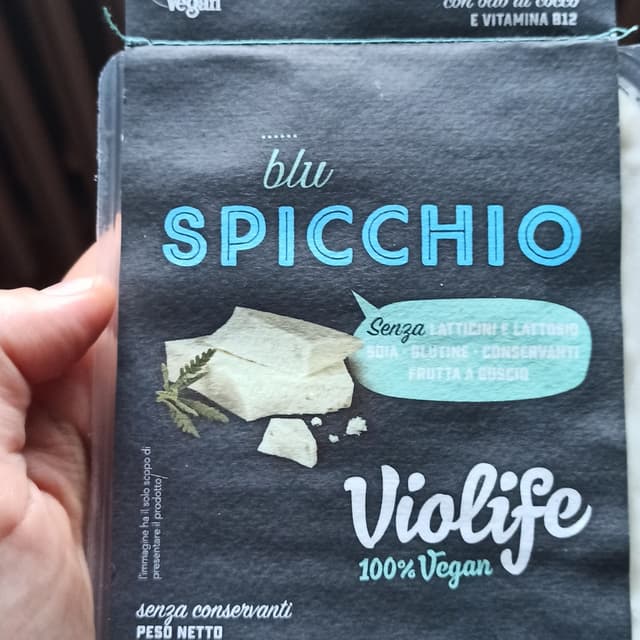 Vegan
con olio di cocco
E VITAMINA B12
blu
SPICCHIO
Senza LATTICINI E LATTOSIO
SOIA · GLUTINE · CONSERVANTI
FRUTTA A GUSCIO
l'immagine ha il solo scopo di
presentare il prodotto
Violife
100% Vegan
senza conservanti
PESO NETTO